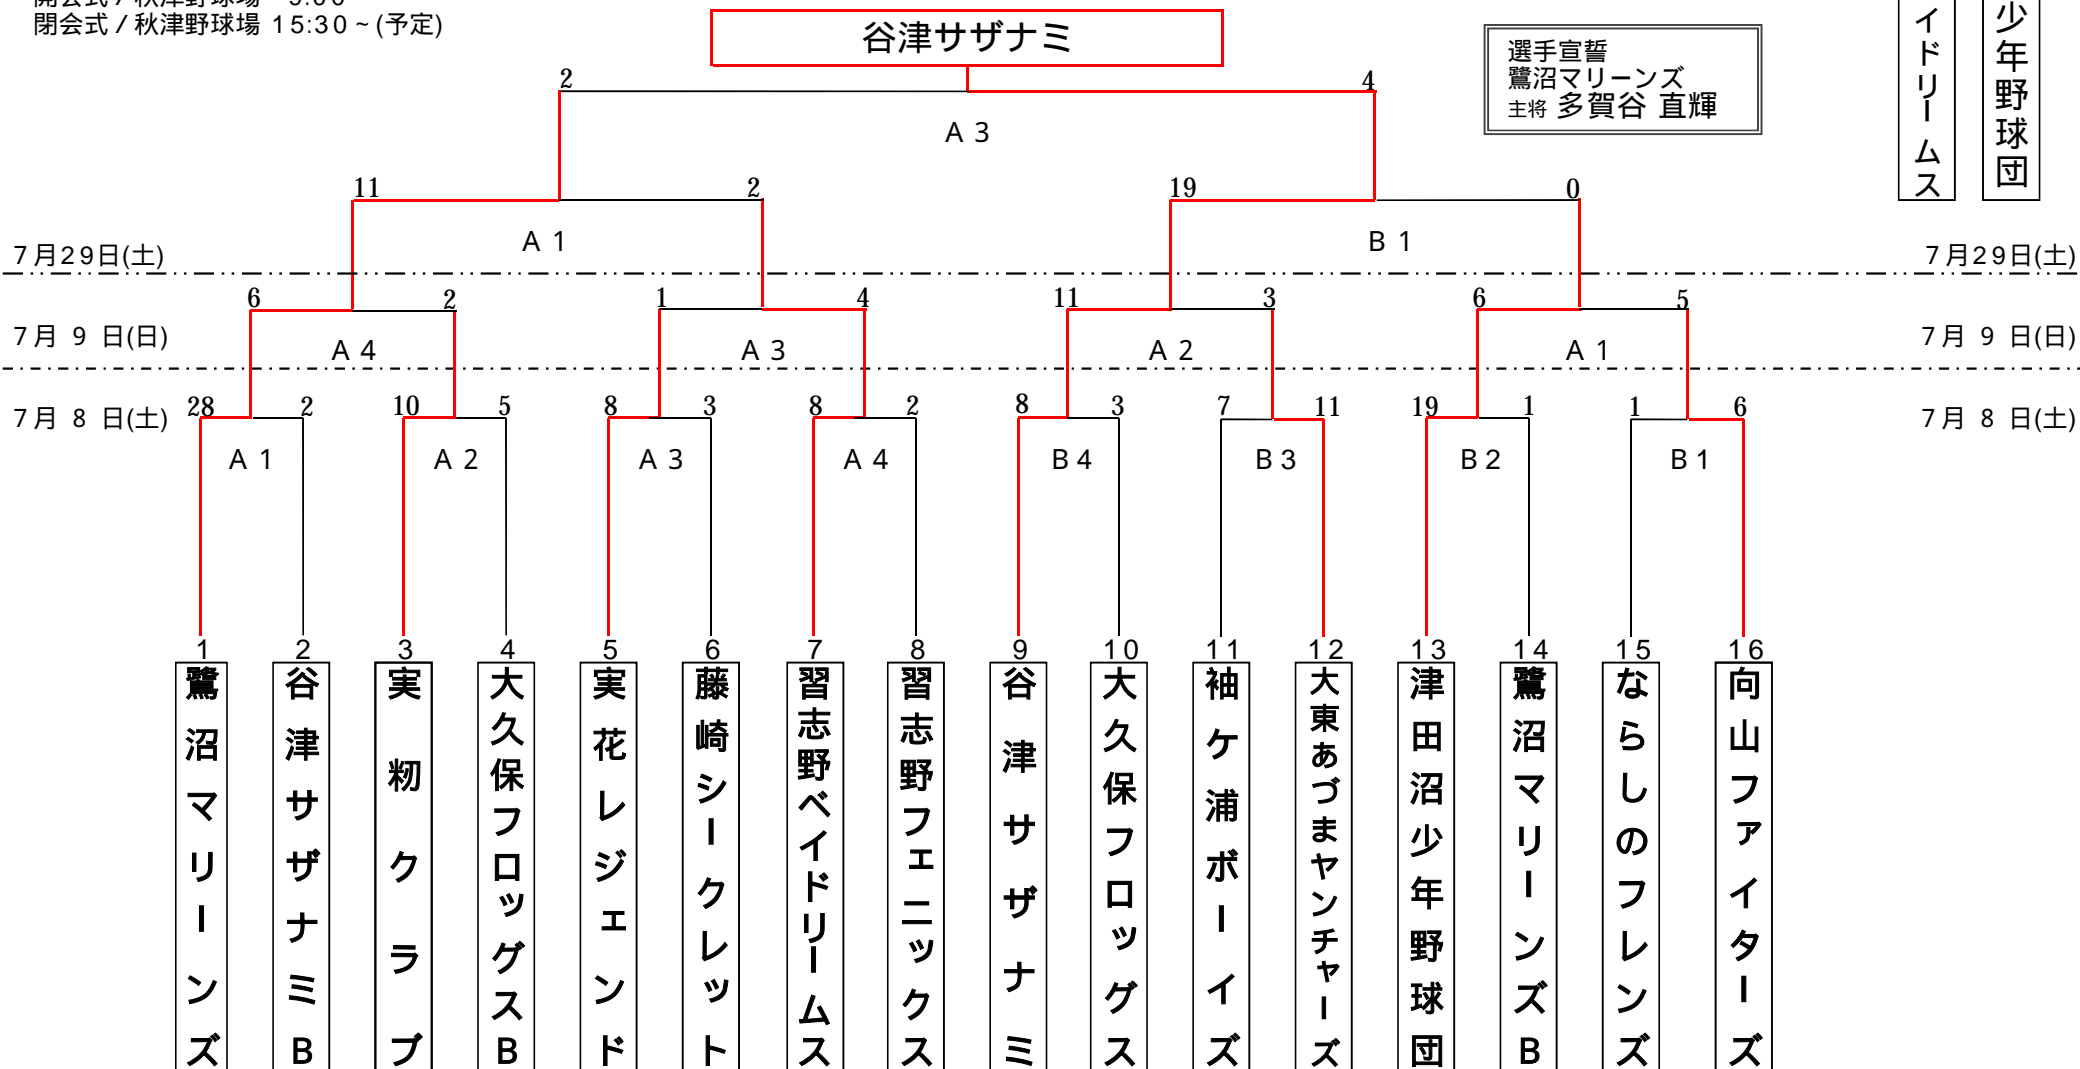 閉会式 / 秋津野球場 15:30 ~ (予定)
谷津サザナミ
選手宣誓
鷺沼マリーンズ
主将 多賀谷 直輝
イドリームス
少年野球団
2
4
A 3
11
2
19
0
A 1
B 1
7月29日(土)
7月29日(土)
6
2
1
4
11
3
6
5
7月 9 日(日)
A 4
A 3
A 2
A 1
7月 9 日(日)
7月 8 日(土)
28
2
10
5
8
3
8
2
8
3
7
11
19
1
1
6
7月 8 日(土)
A 1
A 2
A 3
A 4
B 4
B 3
B 2
B 1
1
2
3
4
5
6
7
8
9
10
11
12
13
14
15
16
鷺沼マリーンズ
谷津サザナミB
実籾クラブ
大久保フロッグスB
実花レジェンド
藤崎シークレット
習志野ベイドリームス
習志野フェニックス
谷津サザナミ
大久保フロッグス
袖ケ浦ボーイズ
大東あづまヤンチャーズ
津田沼少年野球団
鷺沼マリーンズB
ならしのフレンズ
向山ファイターズ